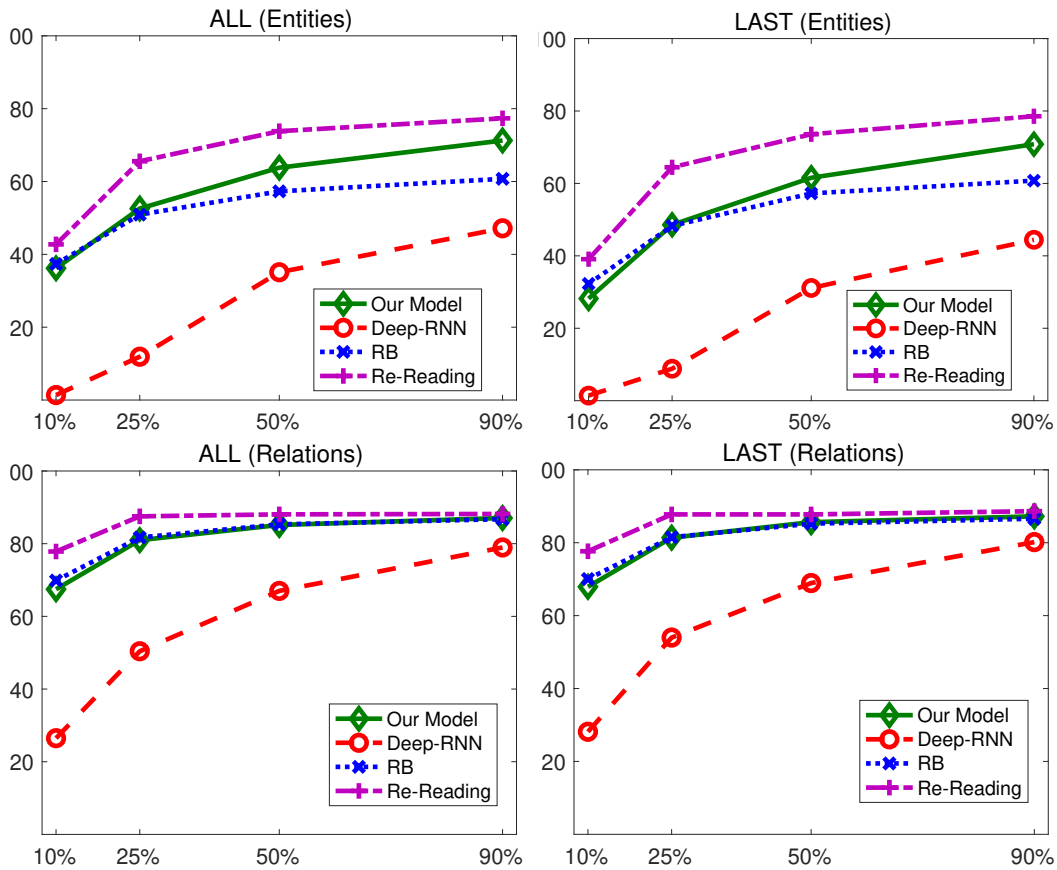 ALL (Entities)
00
80
60
40
20
10% 25% 50% 90%
Our Model
Deep-RNN
RB
Re-Reading
LAST (Entities)
00
80
60
40
20
10% 25% 50% 90%
Our Model
Deep-RNN
RB
Re-Reading
ALL (Relations)
00
80
60
40
20
10% 25% 50% 90%
Our Model
Deep-RNN
RB
Re-Reading
LAST (Relations)
00
80
60
40
20
10% 25% 50% 90%
Our Model
Deep-RNN
RB
Re-Reading